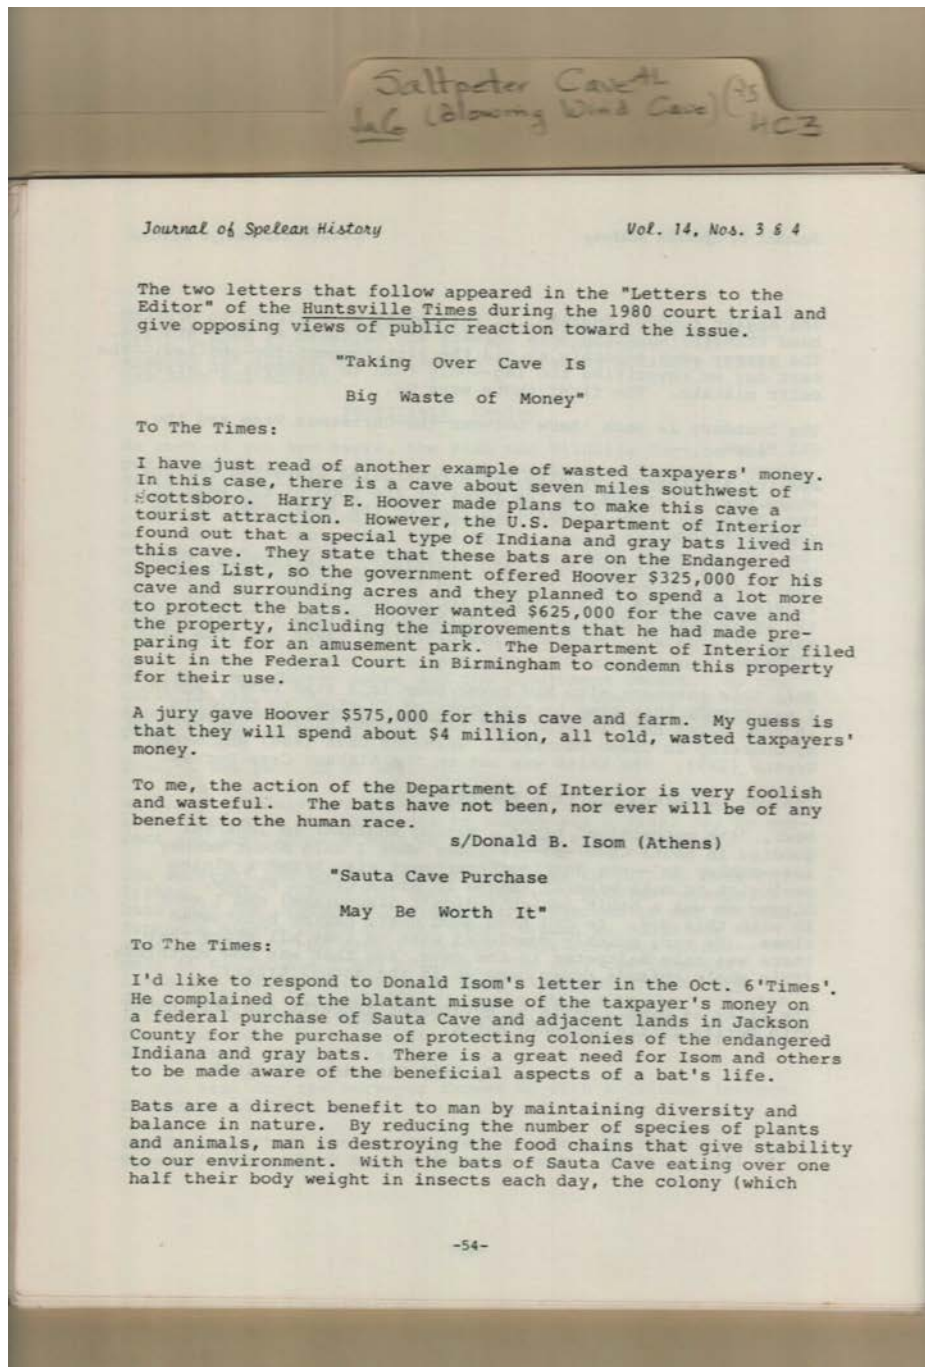 Saltpeter Cave AL
JaG (Blowing Wind Cave)
HC3
Journal of Spelean History Vol. 14, Nos. 3 & 4
The two letters that follow appeared in the "Letters to the
Editor" of the Huntsville Times during the 1980 court trial and
give opposing views of public reaction toward the issue.
"Taking Over Cave Is
Big Waste of Money"
To The Times:
I have just read of another example of wasted taxpayers' money.
In this case, there is a cave about seven miles southwest of
Scottsboro. Harry E. Hoover made plans to make this cave a
tourist attraction. However, the U.S. Department of Interior
found out that a special type of Indiana and gray bats lived in
this cave. They state that these bats are on the Endangered
Species List, so the government offered Hoover $325,000 for his
cave and surrounding acres and they planned to spend a lot more
to protect the bats. Hoover wanted $625,000 for the cave and
the property, including the improvements that he had made pre-
paring it for an amusement park. The Department of Interior filed
suit in the Federal Court in Birmingham to condemn this property
for their use.
A jury gave Hoover $575,000 for this cave and farm. My guess is
that they will spend about $4 million, all told, wasted taxpayers'
money.
To me, the action of the Department of Interior is very foolish
and wasteful. The bats have not been, nor ever will be of any
benefit to the human race.
s/Donald B. Isom (Athens)
"Sauta Cave Purchase
May Be Worth It"
To The Times:
I'd like to respond to Donald Isom's letter in the Oct. 6'Times'.
He complained of the blatant misuse of the taxpayer's money on
a federal purchase of Sauta Cave and adjacent lands in Jackson
County for the purchase of protecting colonies of the endangered
Indiana and gray bats. There is a great need for Isom and others
to be made aware of the beneficial aspects of a bat's life.
Bats are a direct benefit to man by maintaining diversity and
balance in nature. By reducing the number of species of plants
and animals, man is destroying the food chains that give stability
to our environment. With the bats of Sauta Cave eating over one
half their body weight in insects each day, the colony (which
-54-